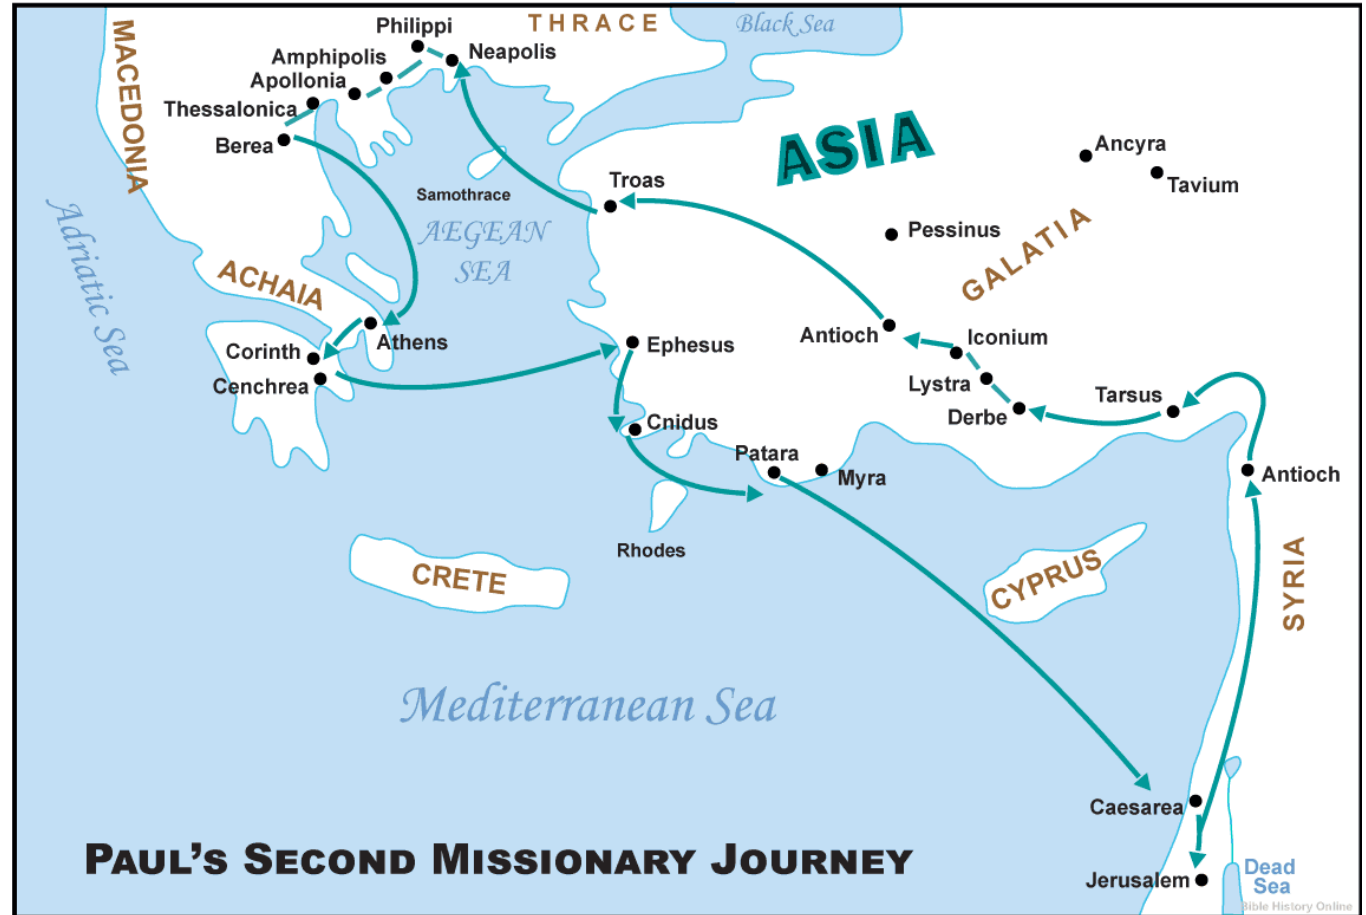 Philippi
THRACE
Black Sea
MACEDONIA
Amphipolis
Neapolis
Apollonia
Thessalonica
Berea
ASIA
Ancyra
Tavium
Troas
Samothrace
Adriatic Sea
AEGEAN
SEA
Pessinus
GALATIA
ACHAIA
Athens
Corinth
Cenchrea
Ephesus
Antioch
Iconium
Lystra
Derbe
Tarsus
Cnidus
Patara
Myra
Antioch
Rhodes
CRETE
CYPRUS
SYRIA
Mediterranean Sea
Caesarea
PAUL'S SECOND MISSIONARY JOURNEY
Jerusalem
Dead
Sea
Bible History Online